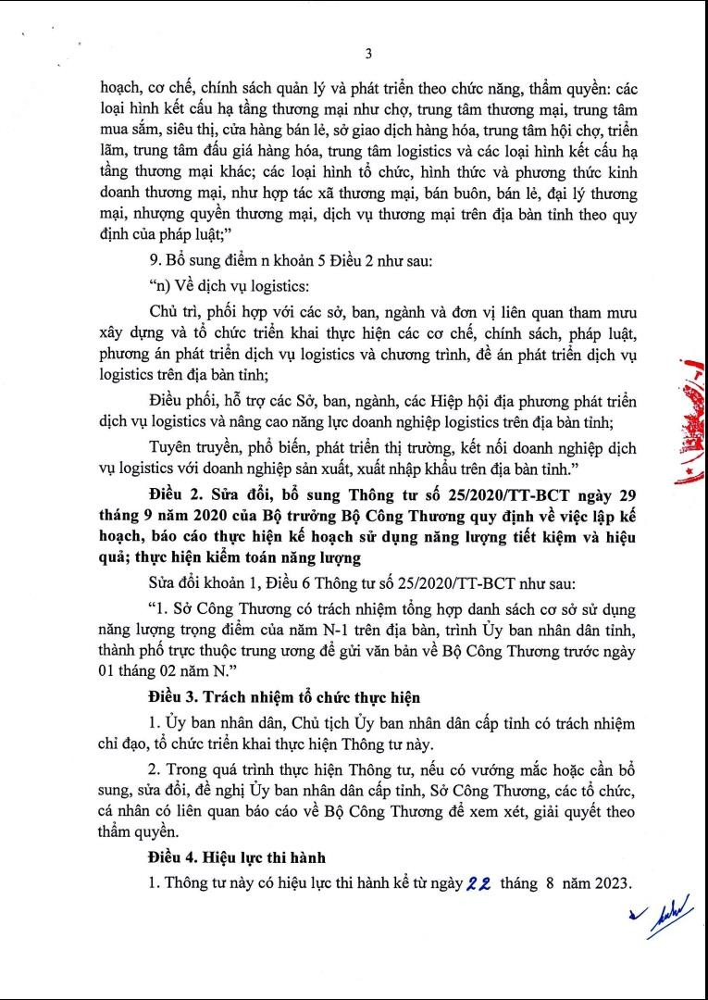 3
hoạch, cơ chế, chính sách quản lý và phát triển theo chức năng, thẩm quyền: các
loại hình kết cấu hạ tầng thương mại như chợ, trung tâm thương mại, trung tâm
mua sắm, siêu thị, cửa hàng bán lẻ, sở giao dịch hàng hóa, trung tâm hội chợ, triển
lãm, trung tâm đấu giá hàng hóa, trung tâm logistics và các loại hình kết cấu hạ
tầng thương mại khác; các loại hình tổ chức, hình thức và phương thức kinh
doanh thương mại, như hợp tác xã thương mại, bán buôn, bán lẻ, đại lý thương
mại, nhượng quyền thương mại, dịch vụ thương mại trên địa bàn tỉnh theo quy
định của pháp luật;”
9. Bổ sung điểm n khoản 5 Điều 2 như sau:
“n) Về dịch vụ logistics:
Chủ trì, phối hợp với các sở, ban, ngành và đơn vị liên quan tham mưu
xây dựng và tổ chức triển khai thực hiện các cơ chế, chính sách, pháp luật,
phương án phát triển dịch vụ logistics và chương trình, đề án phát triển dịch vụ
logistics trên địa bàn tỉnh;
Điều phối, hỗ trợ các Sở, ban, ngành, các Hiệp hội địa phương phát triển
dịch vụ logistics và nâng cao năng lực doanh nghiệp logistics trên địa bàn tỉnh;
Tuyên truyền, phổ biến, phát triển thị trường, kết nối doanh nghiệp dịch
vụ logistics với doanh nghiệp sản xuất, xuất nhập khẩu trên địa bàn tỉnh.”
Điều 2. Sửa đổi, bổ sung Thông tư số 25/2020/TT-BCT ngày 29
tháng 9 năm 2020 của Bộ trưởng Bộ Công Thương quy định về việc lập kế
hoạch, báo cáo thực hiện kế hoạch sử dụng năng lượng tiết kiệm và hiệu
quả; thực hiện kiểm toán năng lượng
Sửa đổi khoản 1, Điều 6 Thông tư số 25/2020/TT-BCT như sau:
“1. Sở Công Thương có trách nhiệm tổng hợp danh sách cơ sở sử dụng
năng lượng trọng điểm của năm N-1 trên địa bàn, trình Ủy ban nhân dân tỉnh,
thành phố trực thuộc trung ương để gửi văn bản về Bộ Công Thương trước ngày
01 tháng 02 năm N.”
Điều 3. Trách nhiệm tổ chức thực hiện
1. Ủy ban nhân dân, Chủ tịch Ủy ban nhân dân cấp tỉnh có trách nhiệm
chỉ đạo, tổ chức triển khai thực hiện Thông tư này.
2. Trong quá trình thực hiện Thông tư, nếu có vướng mắc hoặc cần bổ
sung, sửa đổi, đề nghị Ủy ban nhân dân cấp tỉnh, Sở Công Thương, các tổ chức,
cá nhân có liên quan báo cáo về Bộ Công Thương để xem xét, giải quyết theo
thẩm quyền.
Điều 4. Hiệu lực thi hành
1. Thông tư này có hiệu lực thi hành kể từ ngày 22 tháng 8 năm 2023.